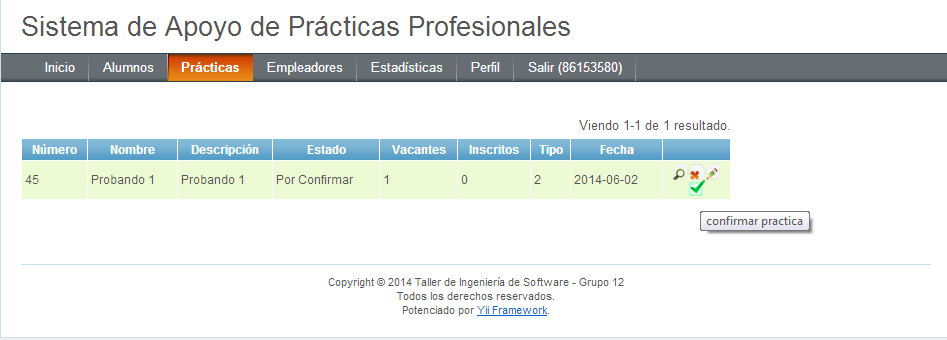 Sistema de Apoyo de Prácticas Profesionales
Inicio Alumnos Prácticas Empleadores Estadísticas Perfil Salir (86153580)
Viendo 1-1 de 1 resultado.
Número Nombre Descripción Estado Vacantes Inscritos Tipo Fecha
45 Probando 1 Probando 1 Por Confirmar 1 0 2 2014-06-02
confirmar practica
Copyright © 2014 Taller de Ingeniería de Software - Grupo 12
Todos los derechos reservados.
Potenciado por Yii Framework.